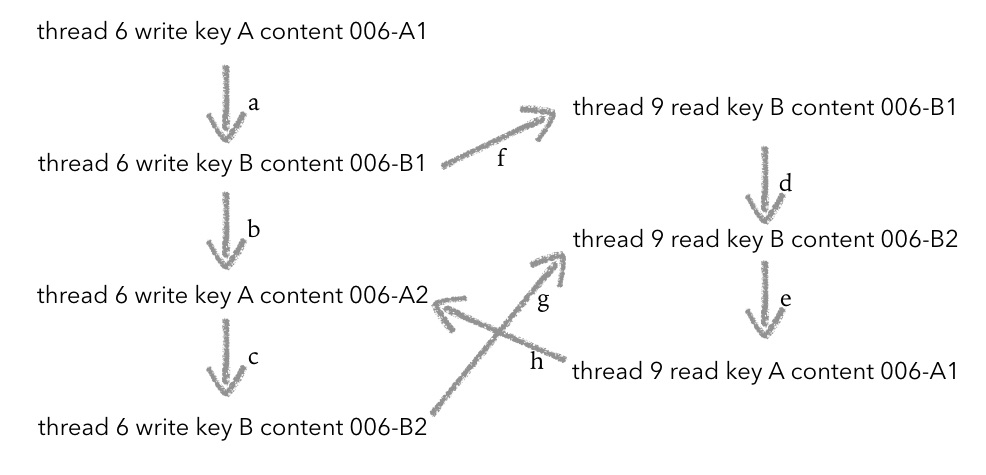 thread 6 write key A content 006-A1
a
thread 9 read key B content 006-B1
thread 6 write key B content 006-B1
f
d
b
thread 9 read key B content 006-B2
thread 6 write key A content 006-A2
g
e
c
h
thread 9 read key A content 006-A1
thread 6 write key B content 006-B2